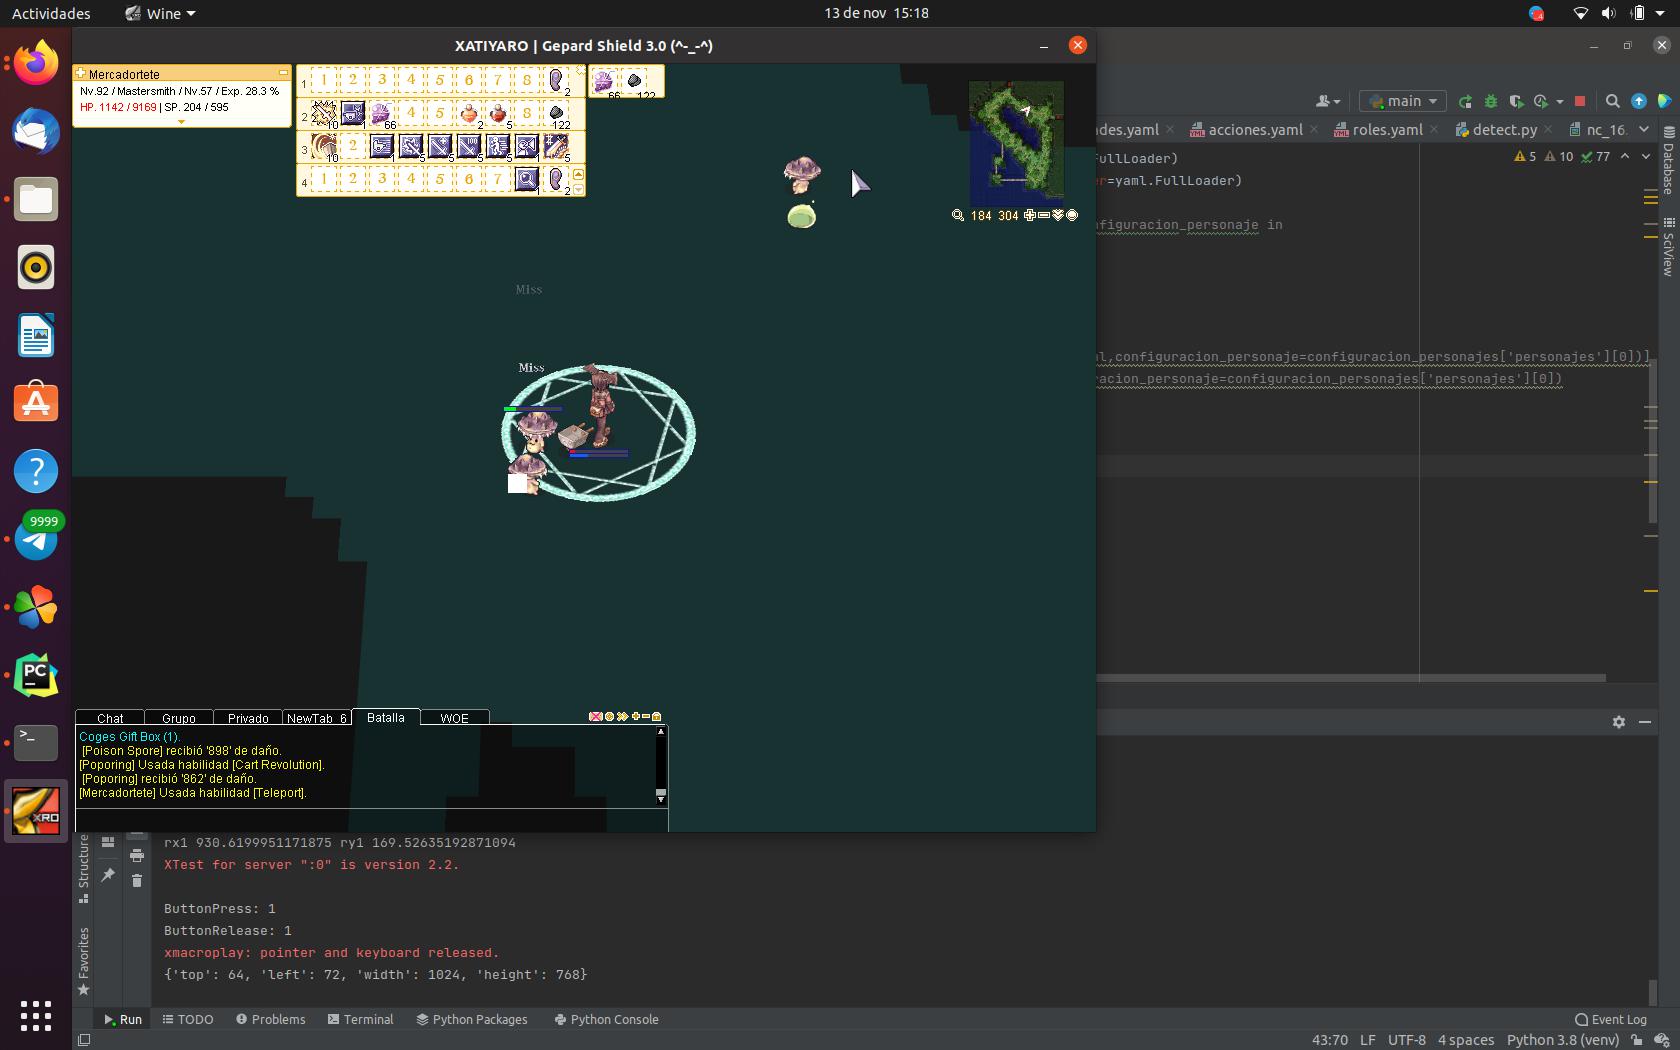 Actividades
Wine
13 de nov 15:18
XATIYARO | Gepard Shield 3.0 (^-_-^)
Mercadortete
Nv.92 / Mastersmith / Nv.57 / Exp. 28.3 %
HP. 1142 / 9169 | SP. 204 / 595
1 1 2 3 4 5 6 7 8 2
66 122
2 10 66 4 5 2 5 8 122
3 10 2 1 5 5 5 5 1 5
4 1 2 3 4 5 6 7 1 2
184 304
Miss
Miss
Chat
Grupo
Privado
NewTab 6
Batalla
WOE
Coges Gift Box (1).
[Poison Spore] recibió '898' de daño.
[Poporing] Usada habilidad [Cart Revolution].
[Poporing] recibió '862' de daño.
[Mercadortete] Usada habilidad [Teleport].
9999
PC
XRO
main
des.yaml
acciones.yaml
roles.yaml
detect.py
nc_16.
5 10 77
FullLoader)
r=yaml.FullLoader)
nfiguracion_personaje in
l,configuracion_personaje=configuracion_personajes['personajes'][0])]
racion_personaje=configuracion_personajes['personajes'][0])
Database
SciView
Structure
Favorites
rx1 930.6199951171875 ry1 169.52635192871094
XTest for server ":0" is version 2.2.
ButtonPress: 1
ButtonRelease: 1
xmacroplay: pointer and keyboard released.
{'top': 64, 'left': 72, 'width': 1024, 'height': 768}
Run
TODO
Problems
Terminal
Python Packages
Python Console
Event Log
43:70 LF UTF-8 4 spaces Python 3.8 (venv)